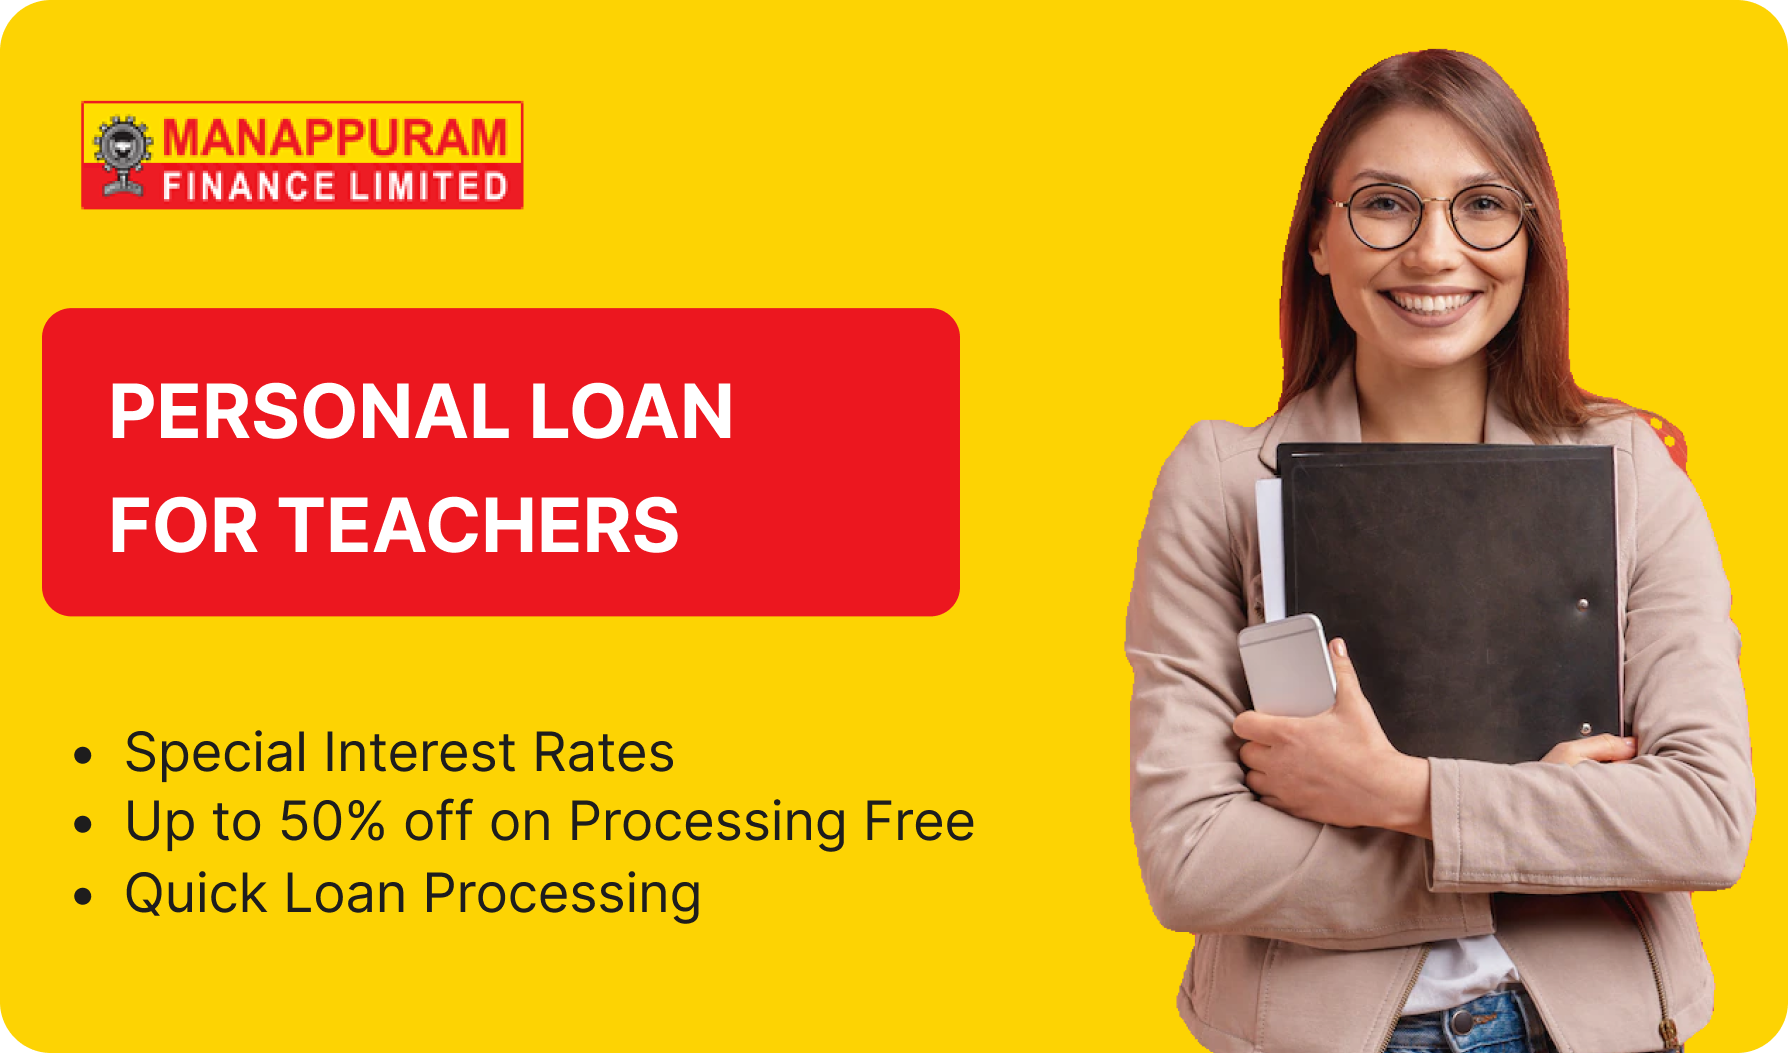 MANAPPURAM
FINANCE LIMITED
PERSONAL LOAN
FOR TEACHERS
• Special Interest Rates
• Up to 50% off on Processing Free
• Quick Loan Processing